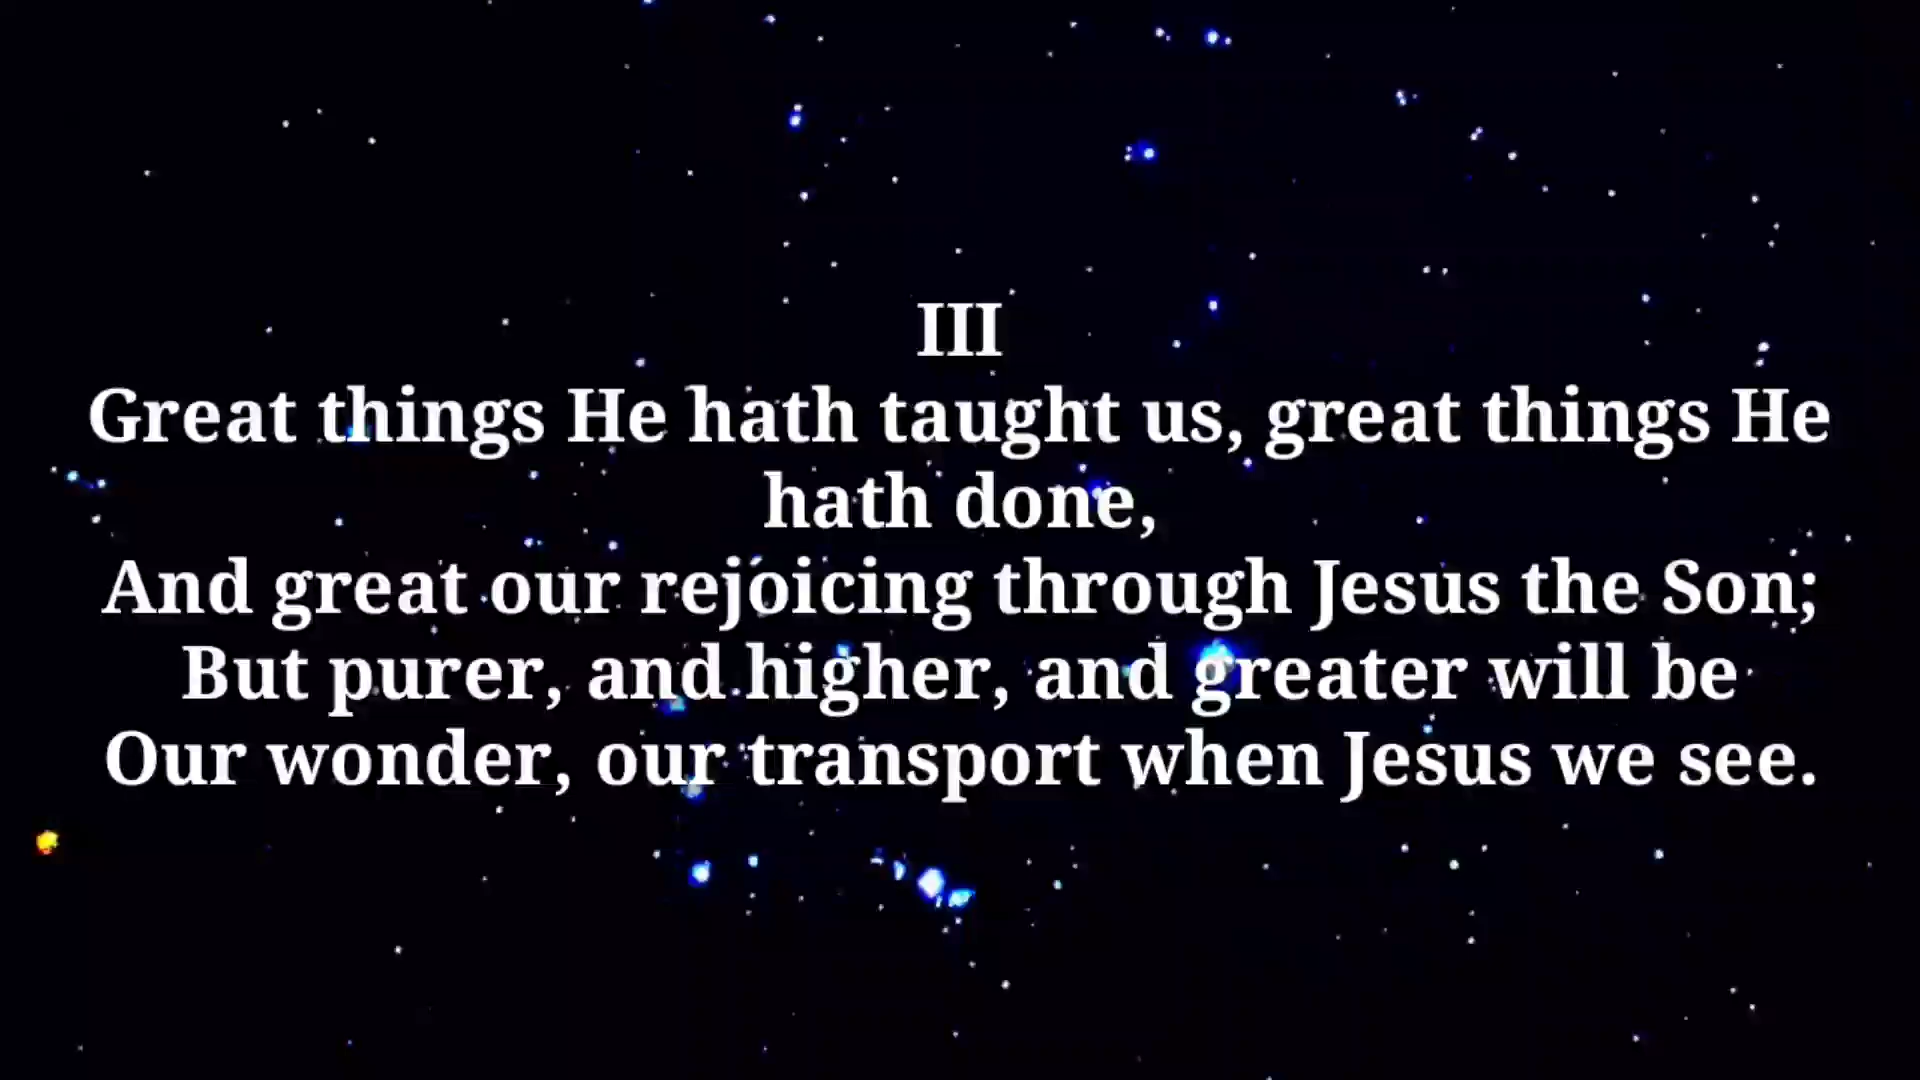 III
Great things He hath taught us, great things He
hath done,
And great our rejoicing through Jesus the Son;
But purer, and higher, and greater will be
Our wonder, our transport when Jesus we see.